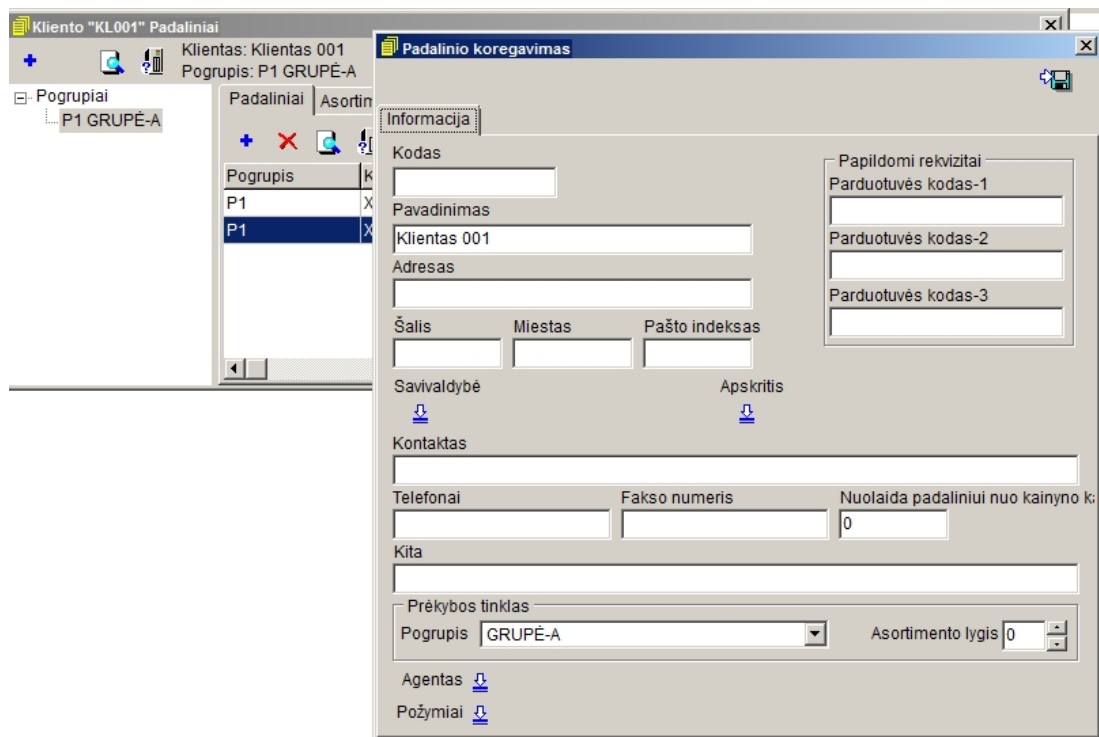 Kliento "KL001" Padaliniai
Klientas: Klientas 001
Pogrupis: P1 GRUPĖ-A
Pogrupiai
P1 GRUPĖ-A
Padaliniai
Asortim
Pogrupis
K
P1
X
P1
X
Padalinio koregavimas
Informacija
Kodas
Pavadinimas
Klientas 001
Adresas
Šalis Miestas Pašto indeksas
Papildomi rekvizitai
Parduotuvės kodas-1
Parduotuvės kodas-2
Parduotuvės kodas-3
Savivaldybė Apskritis
Kontaktas
Telefonai Fakso numeris Nuolaida padaliniui nuo kainyno k
0
Kita
Prėkybos tinklas
Pogrupis GRUPĖ-A Asortimento lygis 0
Agentas
Požymiai